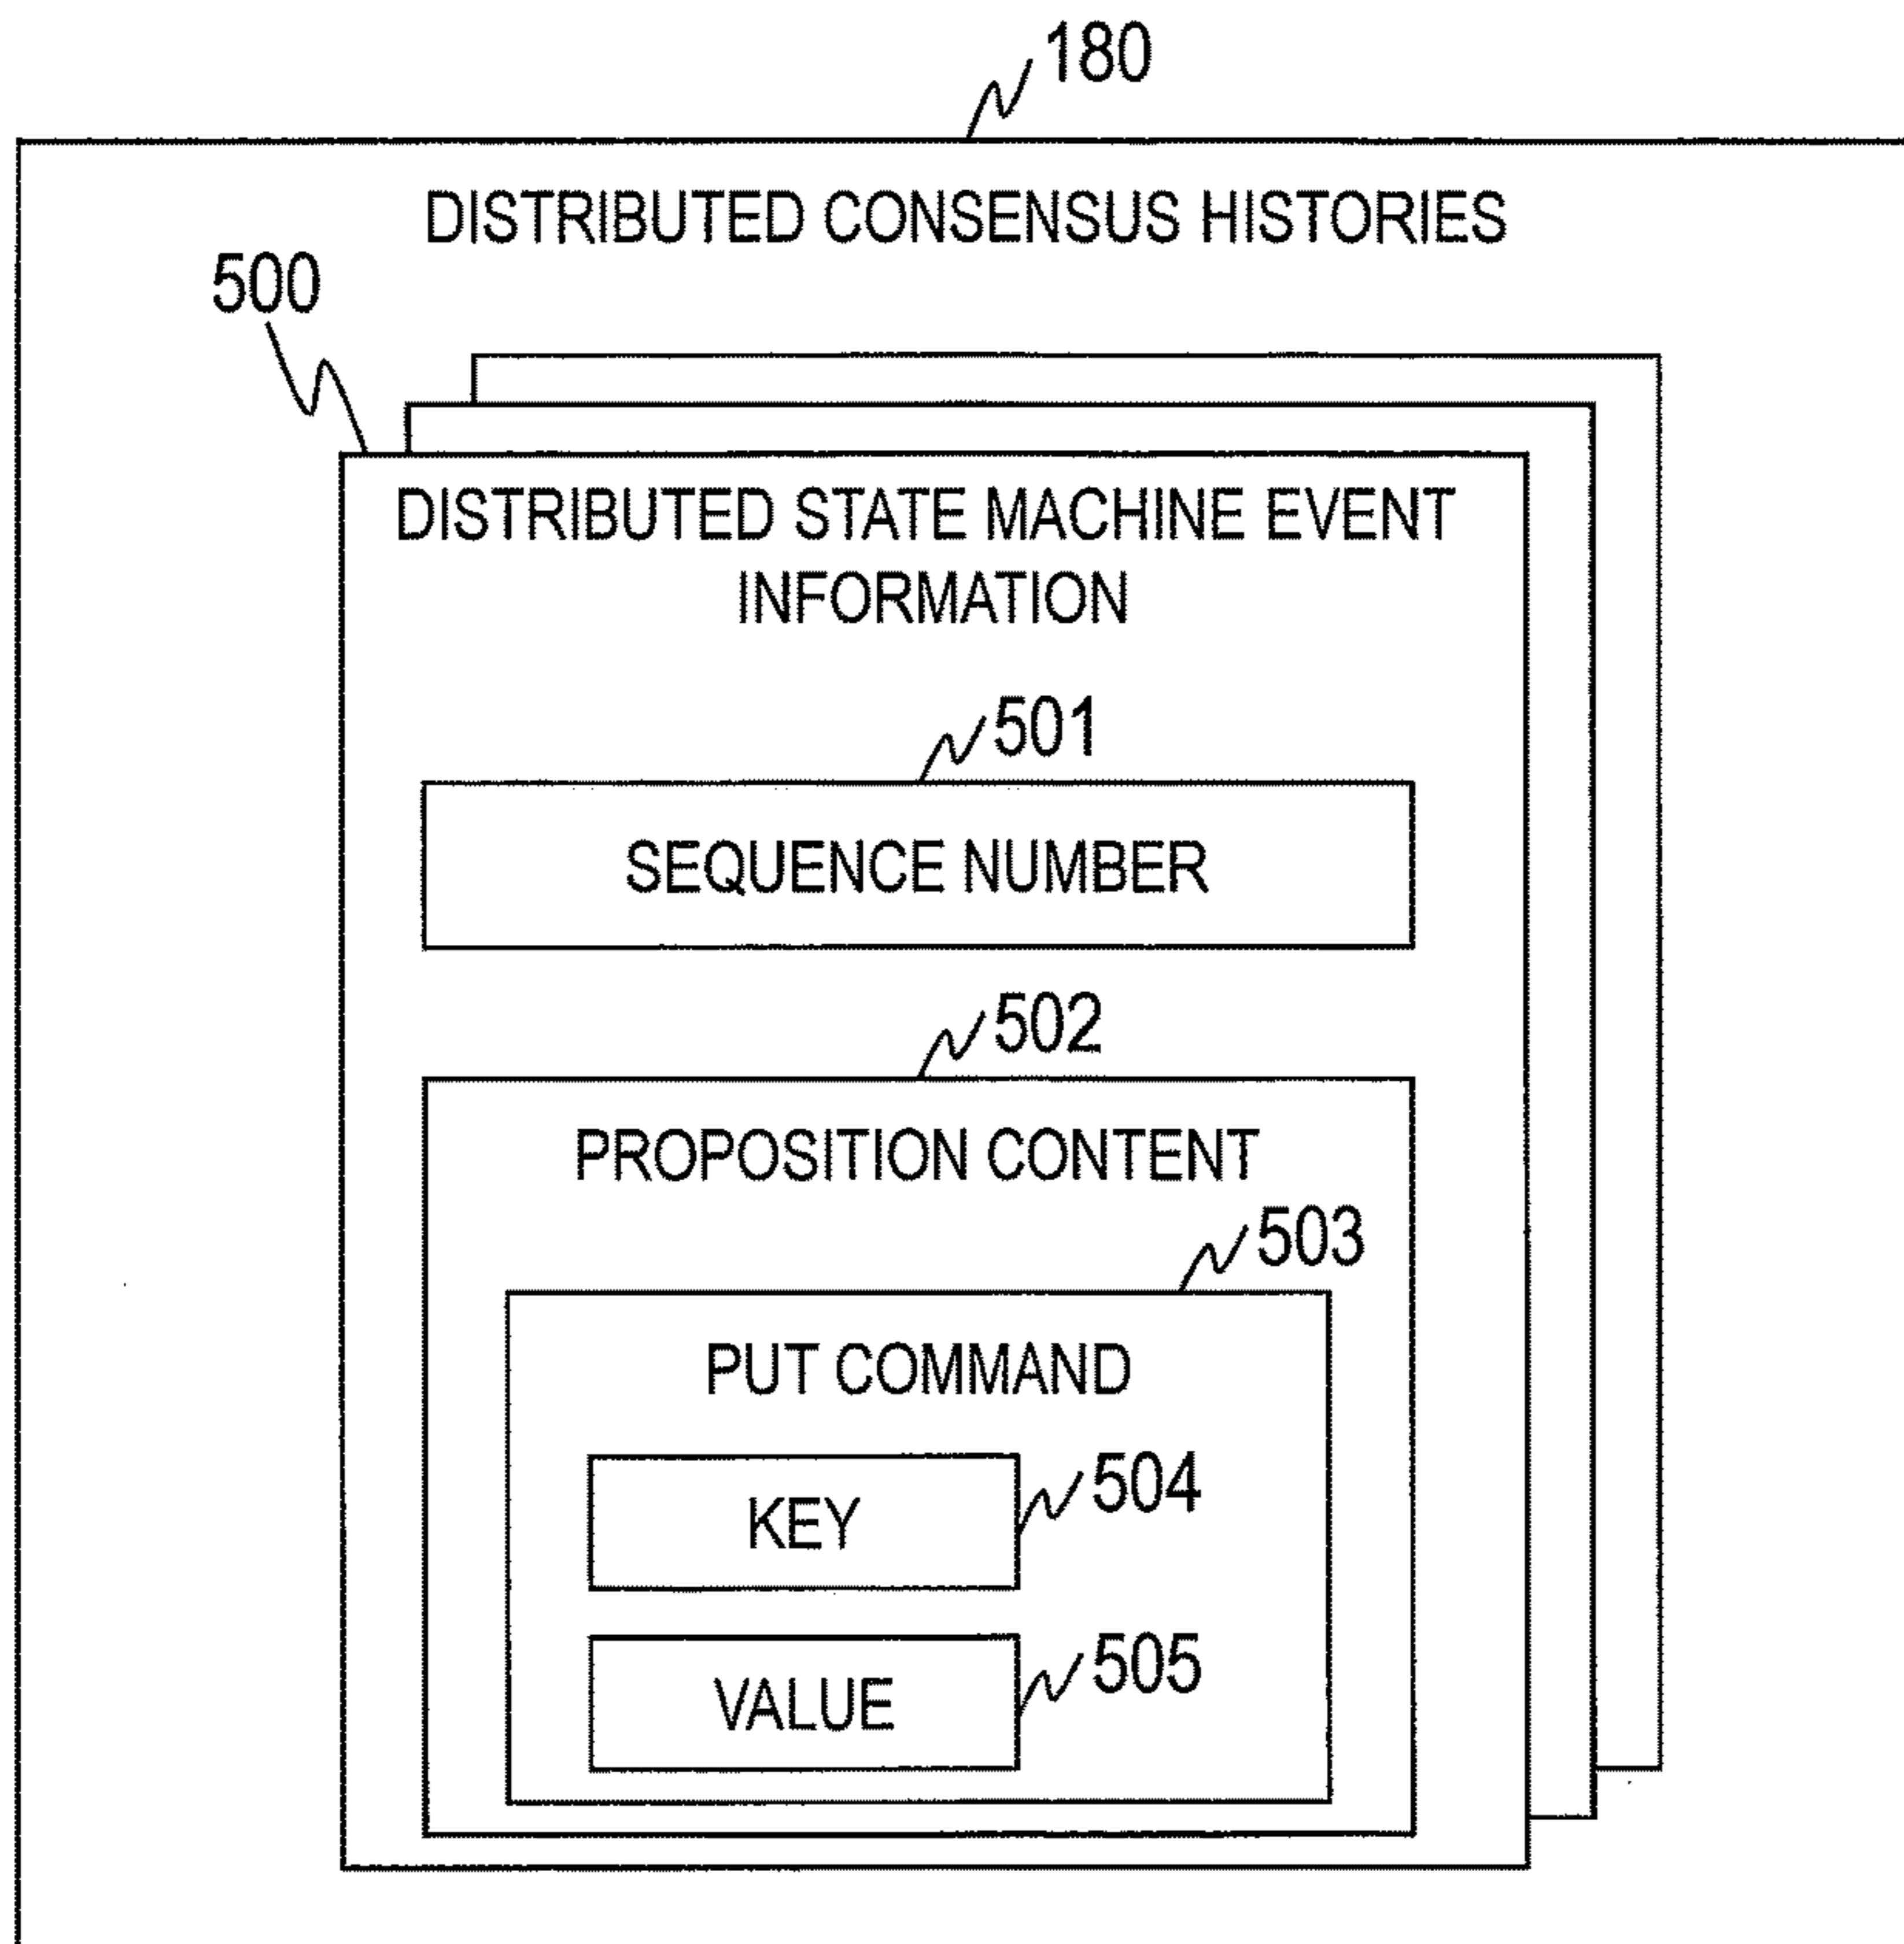 180
DISTRIBUTED CONSENSUS HISTORIES
500
DISTRIBUTED STATE MACHINE EVENT
INFORMATION
501
SEQUENCE NUMBER
502
PROPOSITION CONTENT
503
PUT COMMAND
504
KEY
505
VALUE